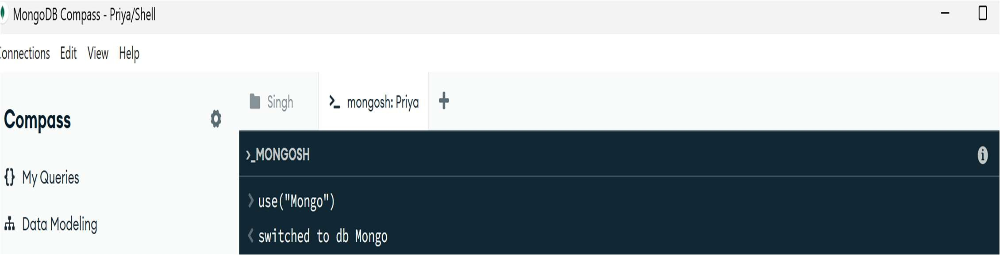 MongoDB Compass - Priya/Shell
Connections Edit View Help
Singh >_ mongosh: Priya +
Compass
>_MONGOSH
{} My Queries
> use("Mongo")
Data Modeling
< switched to db Mongo